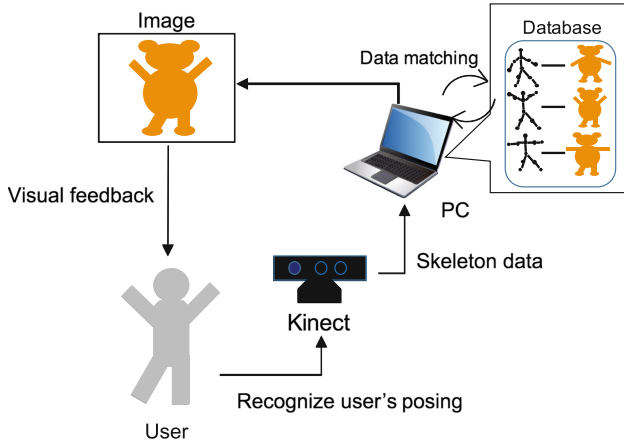 Image
Database
Data matching
Visual feedback
PC
Skeleton data
Kinect
Recognize user's posing
User